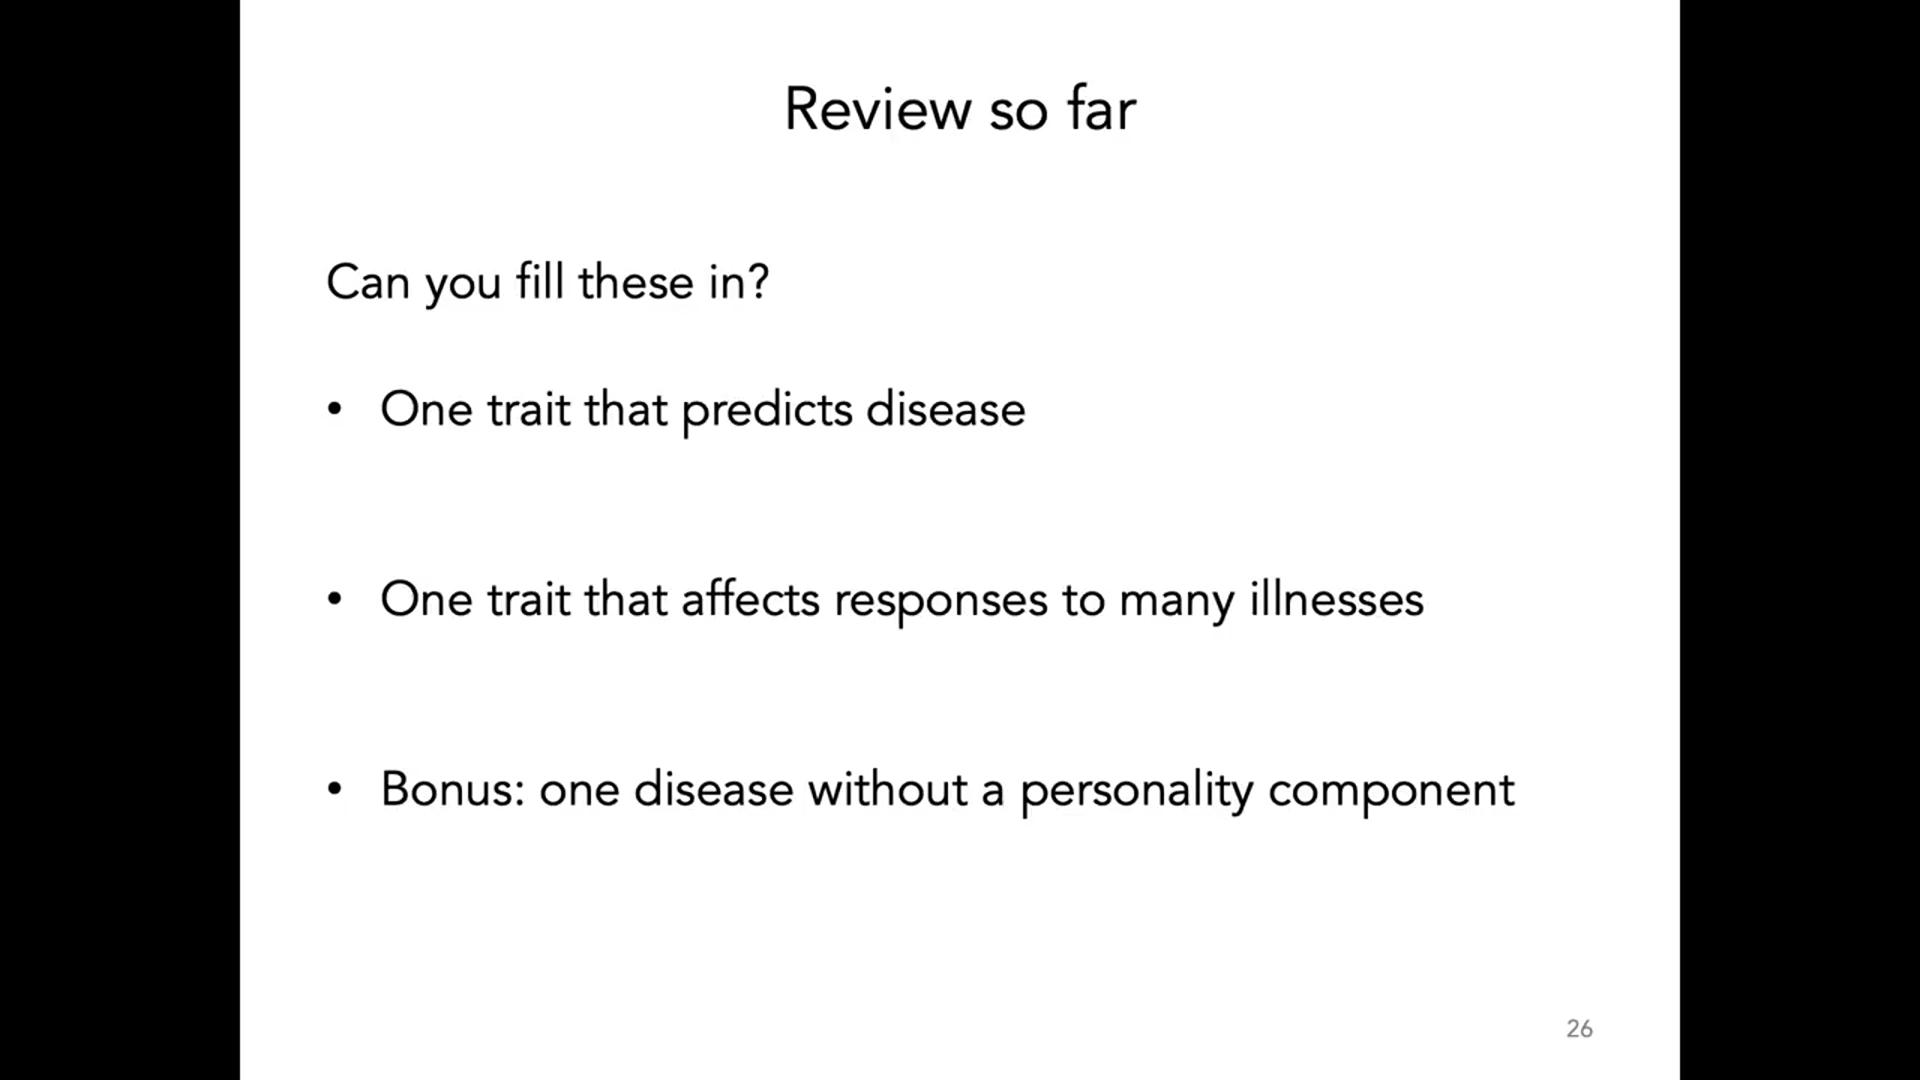 Review so far
Can you fill these in?
• One trait that predicts disease
• One trait that affects responses to many illnesses
• Bonus: one disease without a personality component
26